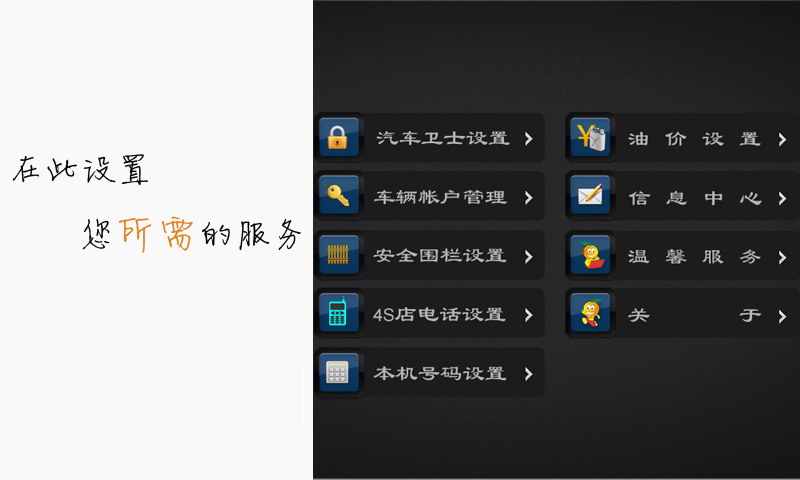 在此设置
您所需的服务
汽车卫士设置
车辆帐户管理
安全围栏设置
4S店电话设置
本机号码设置
油价设置
信息中心
温馨服务
关于